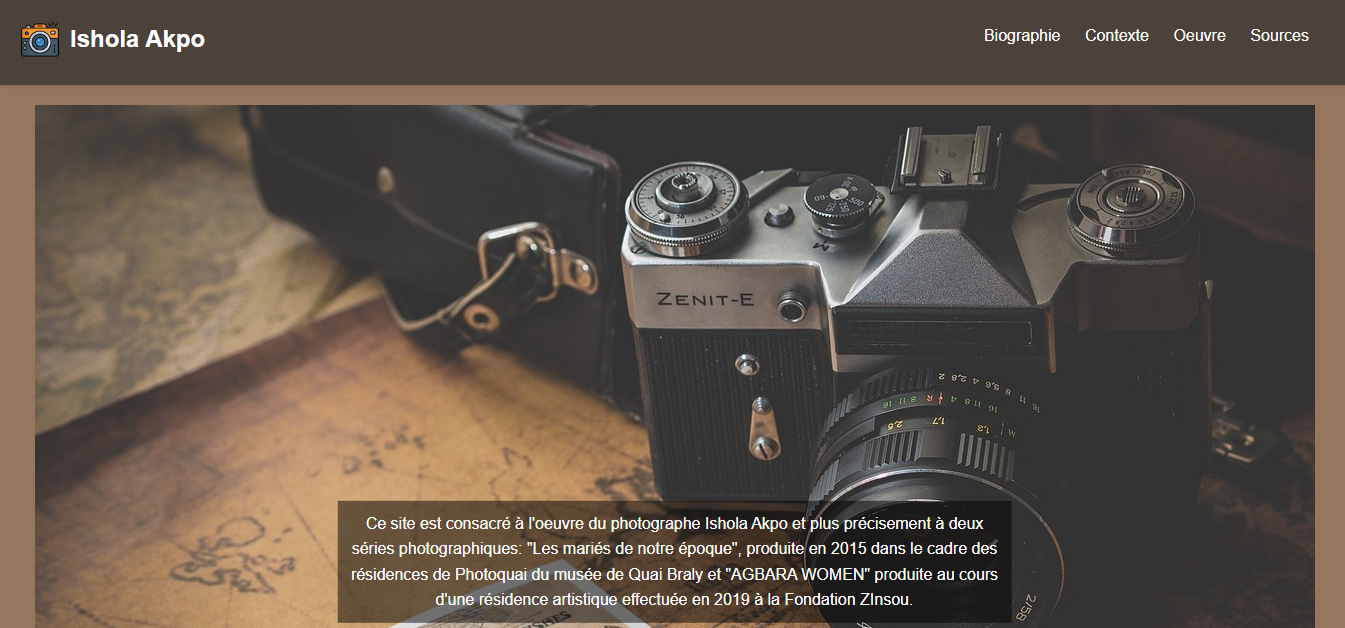 Ishola Akpo
Biographie Contexte Oeuvre Sources
ZENIT-E
Ce site est consacré à l'oeuvre du photographe Ishola Akpo et plus précisement à deux
séries photographiques: "Les mariés de notre époque", produite en 2015 dans le cadre des
résidences de Photoquai du musée de Quai Braly et "AGBARA WOMEN" produite au cours
d'une résidence artistique effectuée en 2019 à la Fondation ZInsou.
2/58